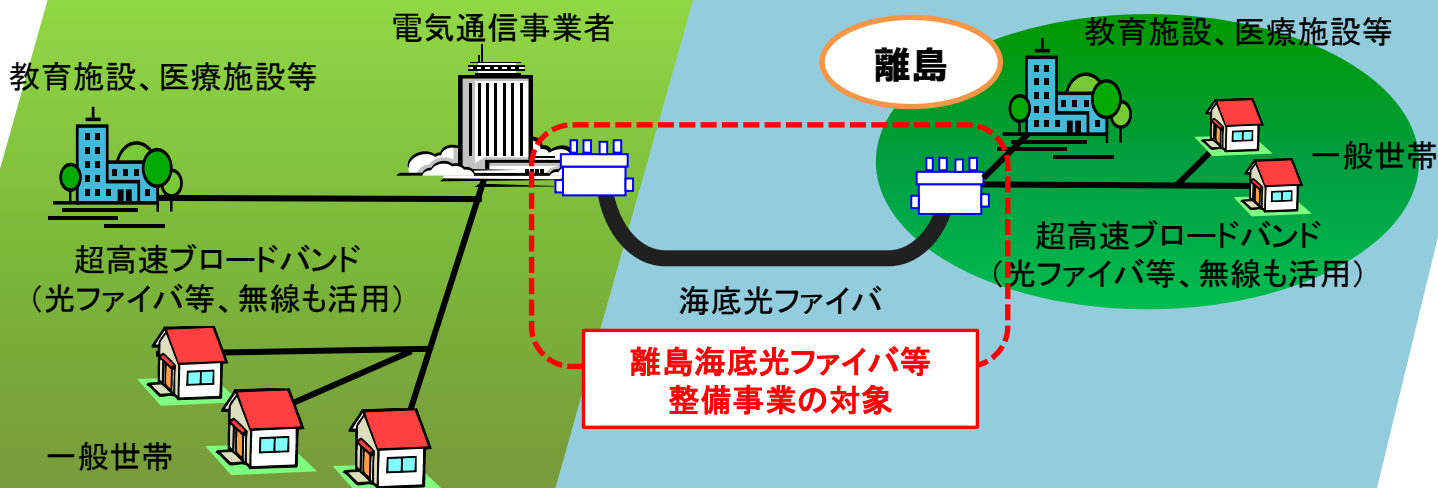 電気通信事業者
教育施設、医療施設等
離島
教育施設、医療施設等
一般世帯
超高速ブロードバンド
（光ファイバ等、無線も活用）
超高速ブロードバンド
（光ファイバ等、無線も活用）
海底光ファイバ
離島海底光ファイバ等
整備事業の対象
一般世帯